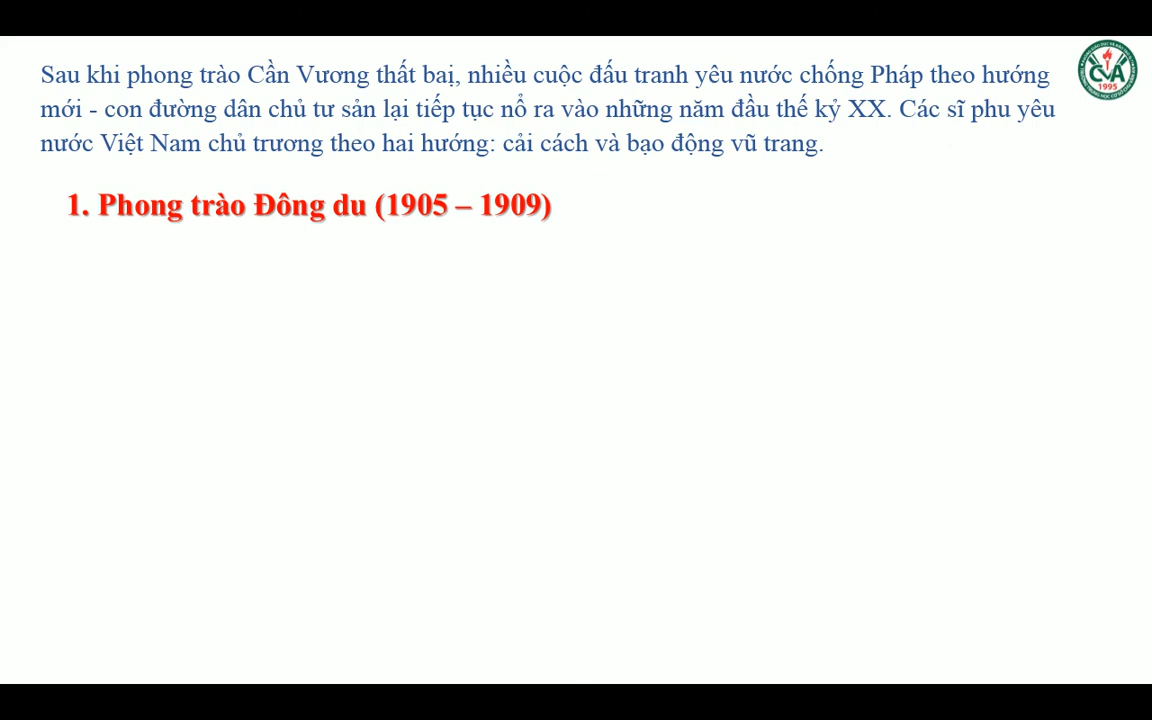 Sau khi phong trào Cần Vương thất baị, nhiều cuộc đấu tranh yêu nước chống Pháp theo hướng
mới - con đường dân chủ tư sản lại tiếp tục nổ ra vào những năm đầu thế kỷ XX. Các sĩ phu yêu
nước Việt Nam chủ trương theo hai hướng: cải cách và bạo động vũ trang.
CVA
1995
1. Phong trào Đông du (1905 – 1909)